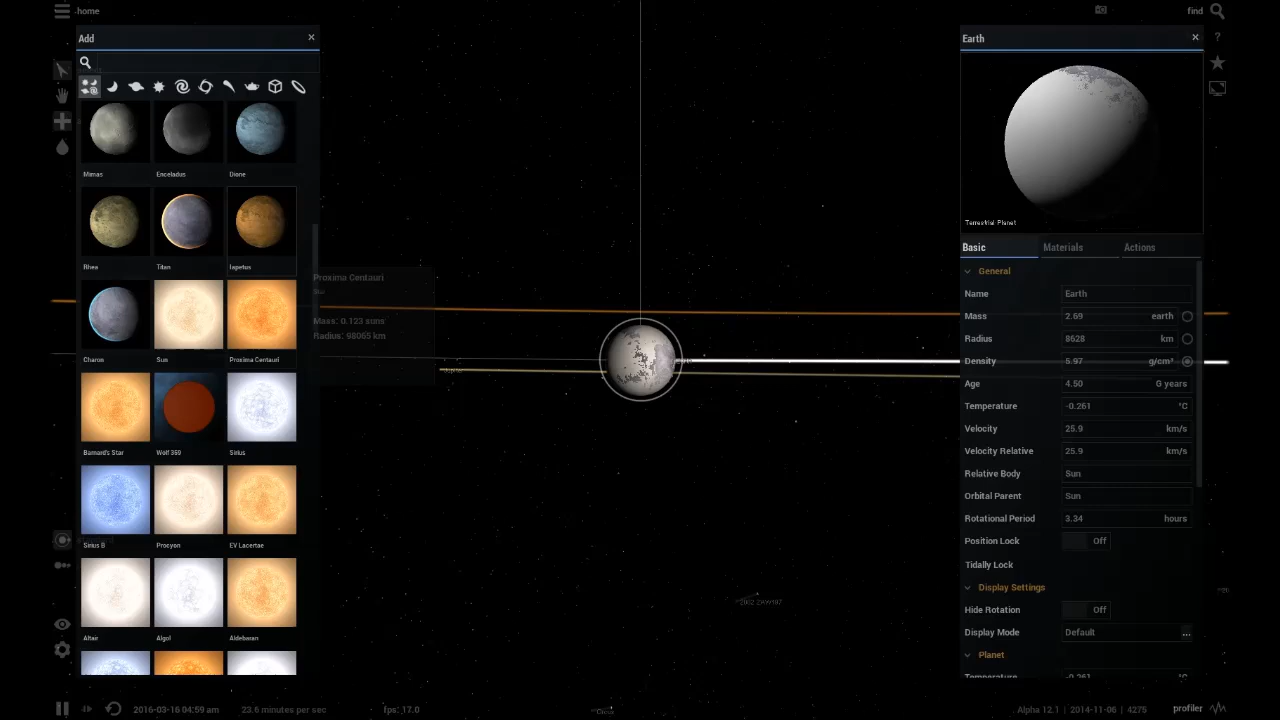 home
find
Add
Earth
Mimas
Enceladus
Dione
Rhea
Titan
Iapetus
Proxima Centauri
Mass: 0.123 suns
Radius: 98065 km
Charon
Sun
Proxima Centauri
Barnard's Star
Wolf 359
Sirius
Sirius B
Procyon
EV Lacertae
Altair
Algol
Aldebaran
Terrestrial Planet
Basic
Materials
Actions
General
Name Earth
Mass 2.69 earth
Radius 8628 km
Density 5.97 g/cm³
Age 4.50 G years
Temperature -0.261 °C
Velocity 25.9 km/s
Velocity Relative 25.9 km/s
Relative Body Sun
Orbital Parent Sun
Rotational Period 3.34 hours
Position Lock Off
Tidally Lock
Display Settings
Hide Rotation Off
Display Mode Default ...
Planet
Temperature -0.261 °C
2016-03-16 04:59 am
23.6 minutes per sec
fps: 17.0
Alpha 12.1 | 2014-11-06 | 4275
profiler